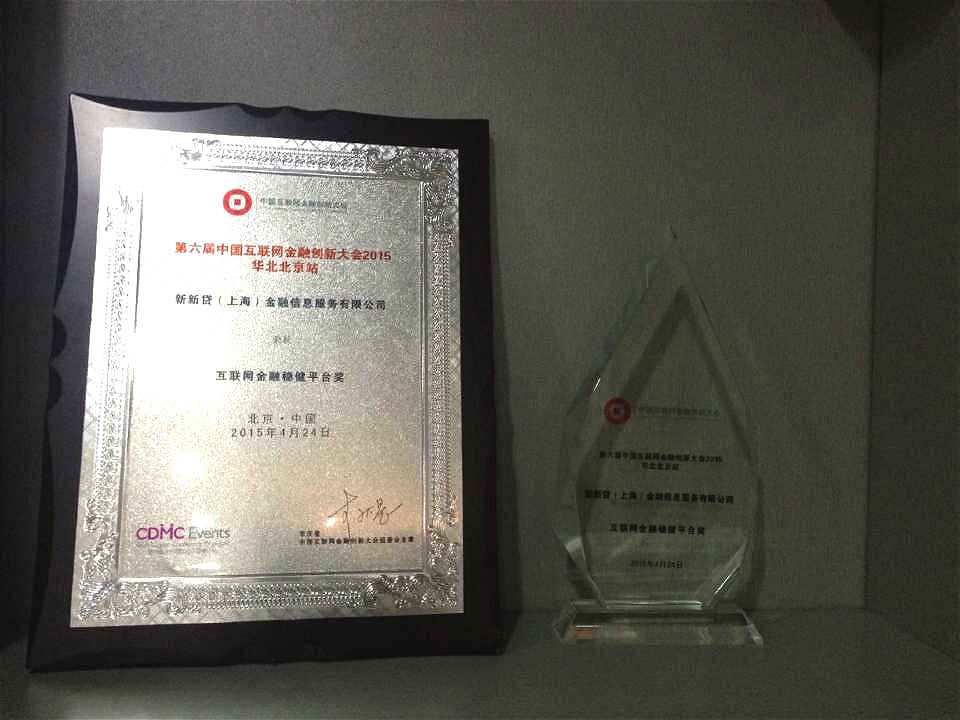 中国互联网金融创新大会
第六届中国互联网金融创新大会2015
华北北京站
新新贷（上海）金融信息服务有限公司
荣获
互联网金融稳健平台奖
北京·中国
2015年4月24日
CDMC Events
中国互联网金融创新大会组委会主席
第六届中国互联网金融创新大会2015
华北北京站
新新贷（上海）金融信息服务有限公司
互联网金融稳健平台奖
2015年4月24日